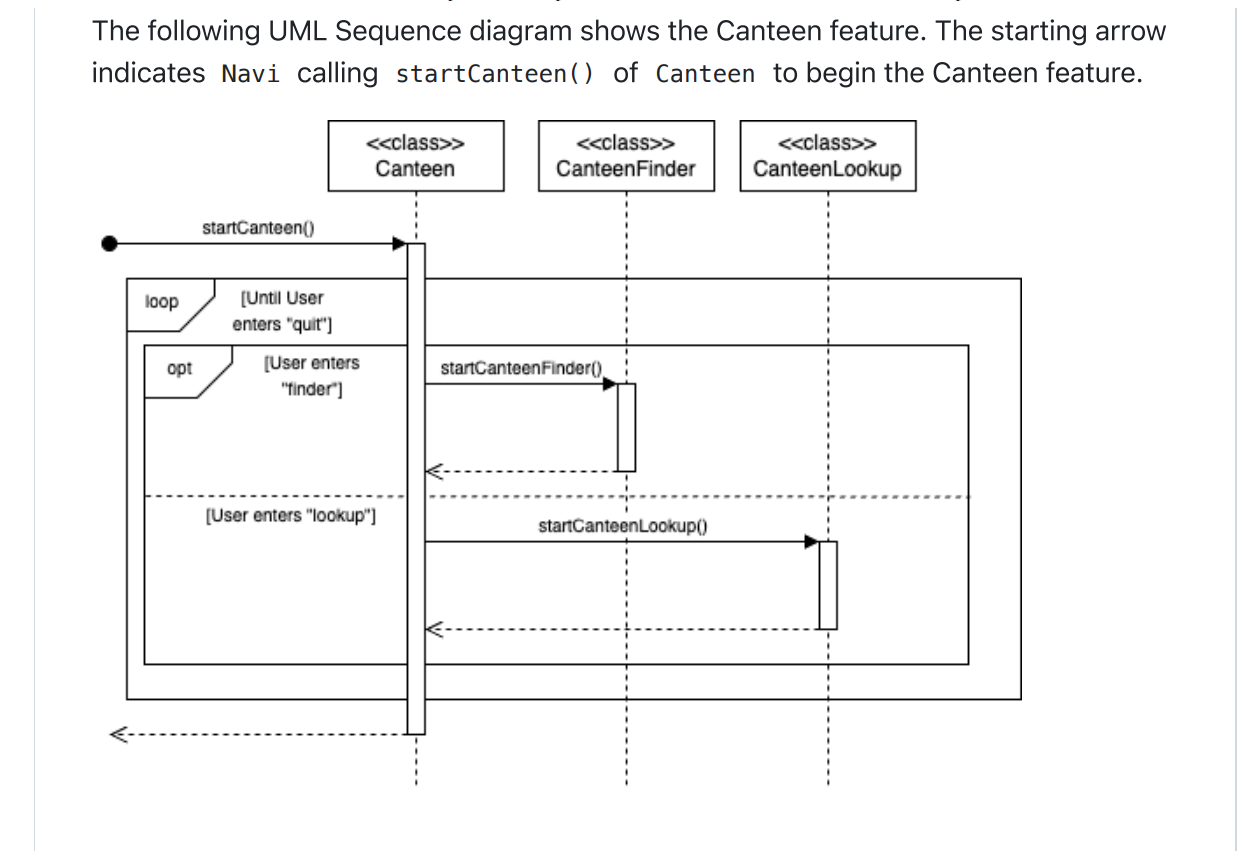 The following UML Sequence diagram shows the Canteen feature. The starting arrow
indicates Navi calling startCanteen() of Canteen to begin the Canteen feature.
<<class>>
Canteen
<<class>>
CanteenFinder
<<class>>
CanteenLookup
startCanteen()
loop
[Until User
enters "quit"]
opt
[User enters
"finder"]
startCanteenFinder()
[User enters "lookup"]
startCanteenLookup()